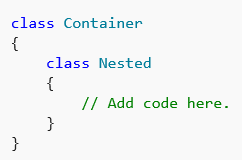 class Container
{
    class Nested
    {
        // Add code here.
    }
}